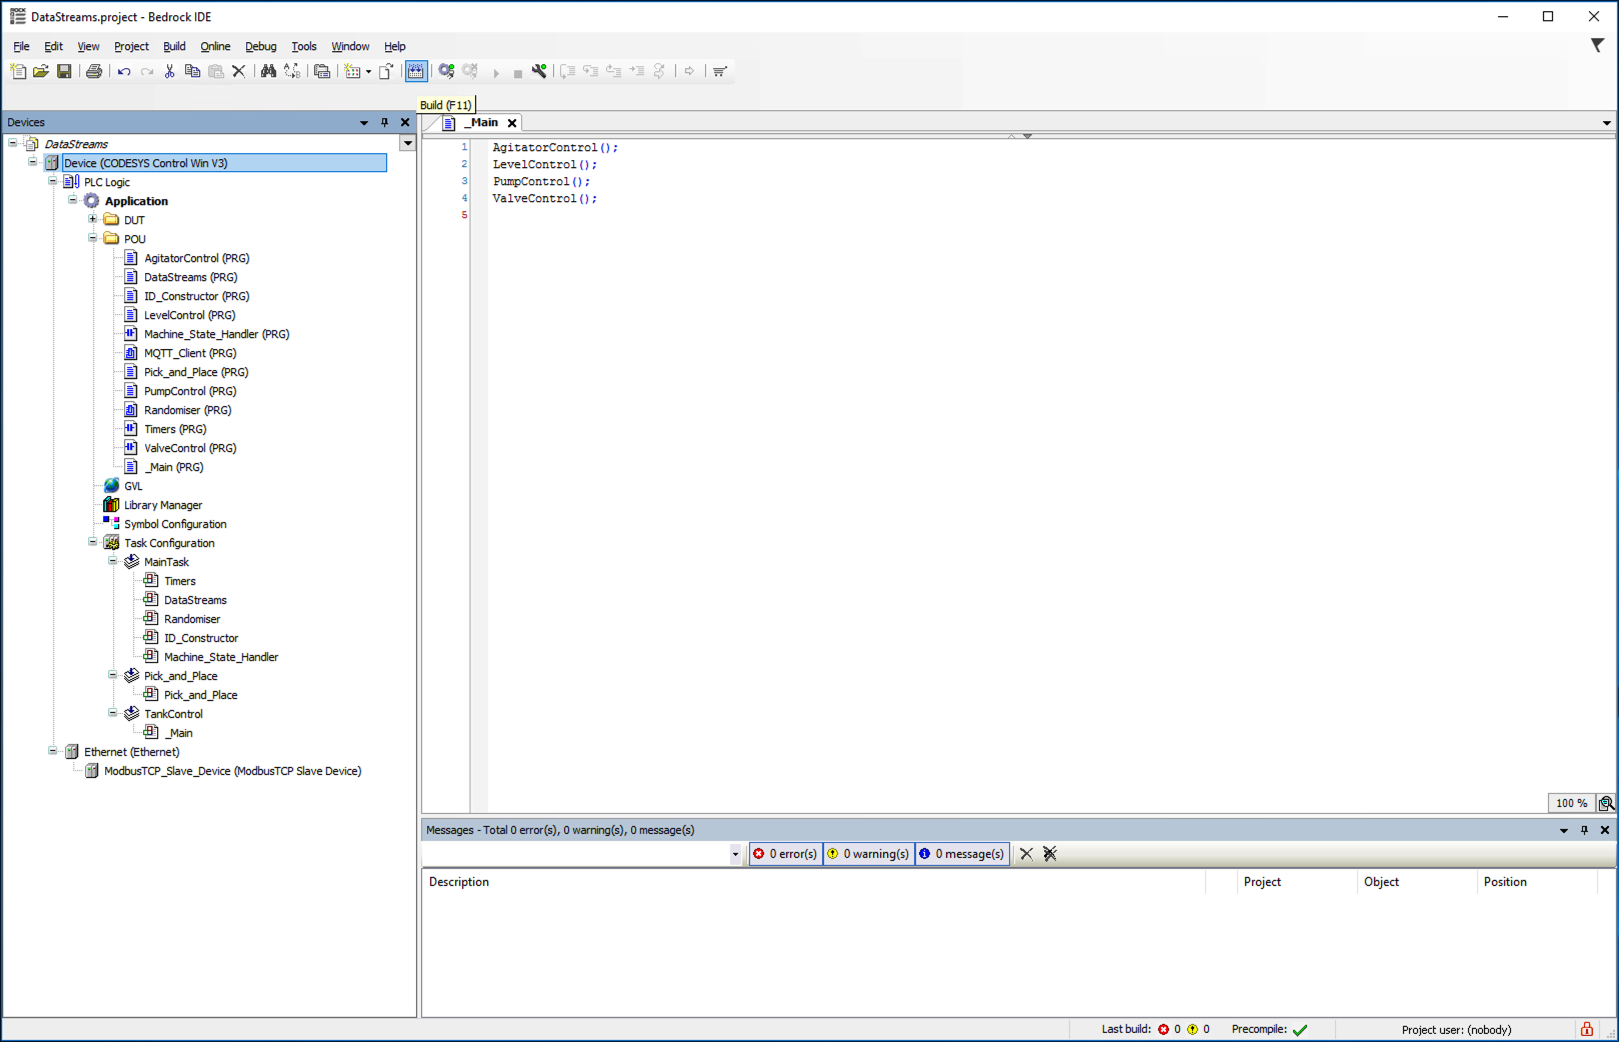 DataStreams.project - Bedrock IDE
File Edit View Project Build Online Debug Tools Window Help
Build (F11)
Devices
_Main
DataStreams
Device (CODESYS Control Win V3)
PLC Logic
Application
DUT
POU
AgitatorControl (PRG)
DataStreams (PRG)
ID_Constructor (PRG)
LevelControl (PRG)
Machine_State_Handler (PRG)
MQTT_Client (PRG)
Pick_and_Place (PRG)
PumpControl (PRG)
Randomiser (PRG)
Timers (PRG)
ValveControl (PRG)
_Main (PRG)
GVL
Library Manager
Symbol Configuration
Task Configuration
MainTask
Timers
DataStreams
Randomiser
ID_Constructor
Machine_State_Handler
Pick_and_Place
Pick_and_Place
TankControl
_Main
Ethernet (Ethernet)
ModbusTCP_Slave_Device (ModbusTCP Slave Device)
1 AgitatorControl();
2 LevelControl();
3 PumpControl();
4 ValveControl();
5
100 %
Messages - Total 0 error(s), 0 warning(s), 0 message(s)
0 error(s) 0 warning(s) 0 message(s)
Description Project Object Position
Last build: 0 0 Precompile: Project user: (nobody)